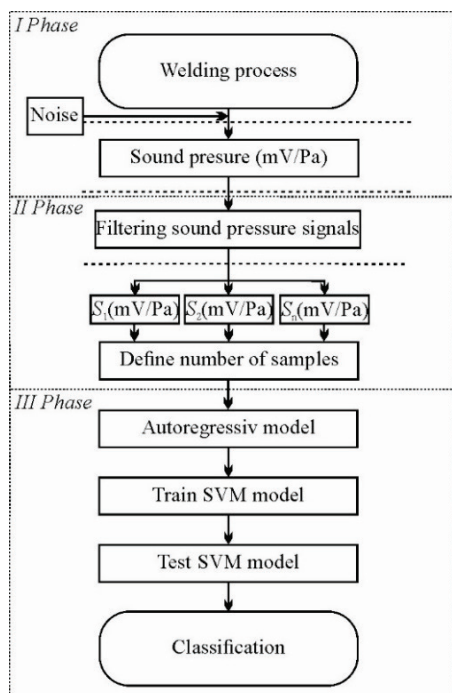 I Phase
Welding process
Noise
Sound presure (mV/Pa)
II Phase
Filtering sound pressure signals
S1(mV/Pa) S2(mV/Pa) Sn(mV/Pa)
Define number of samples
III Phase
Autoregressiv model
Train SVM model
Test SVM model
Classification